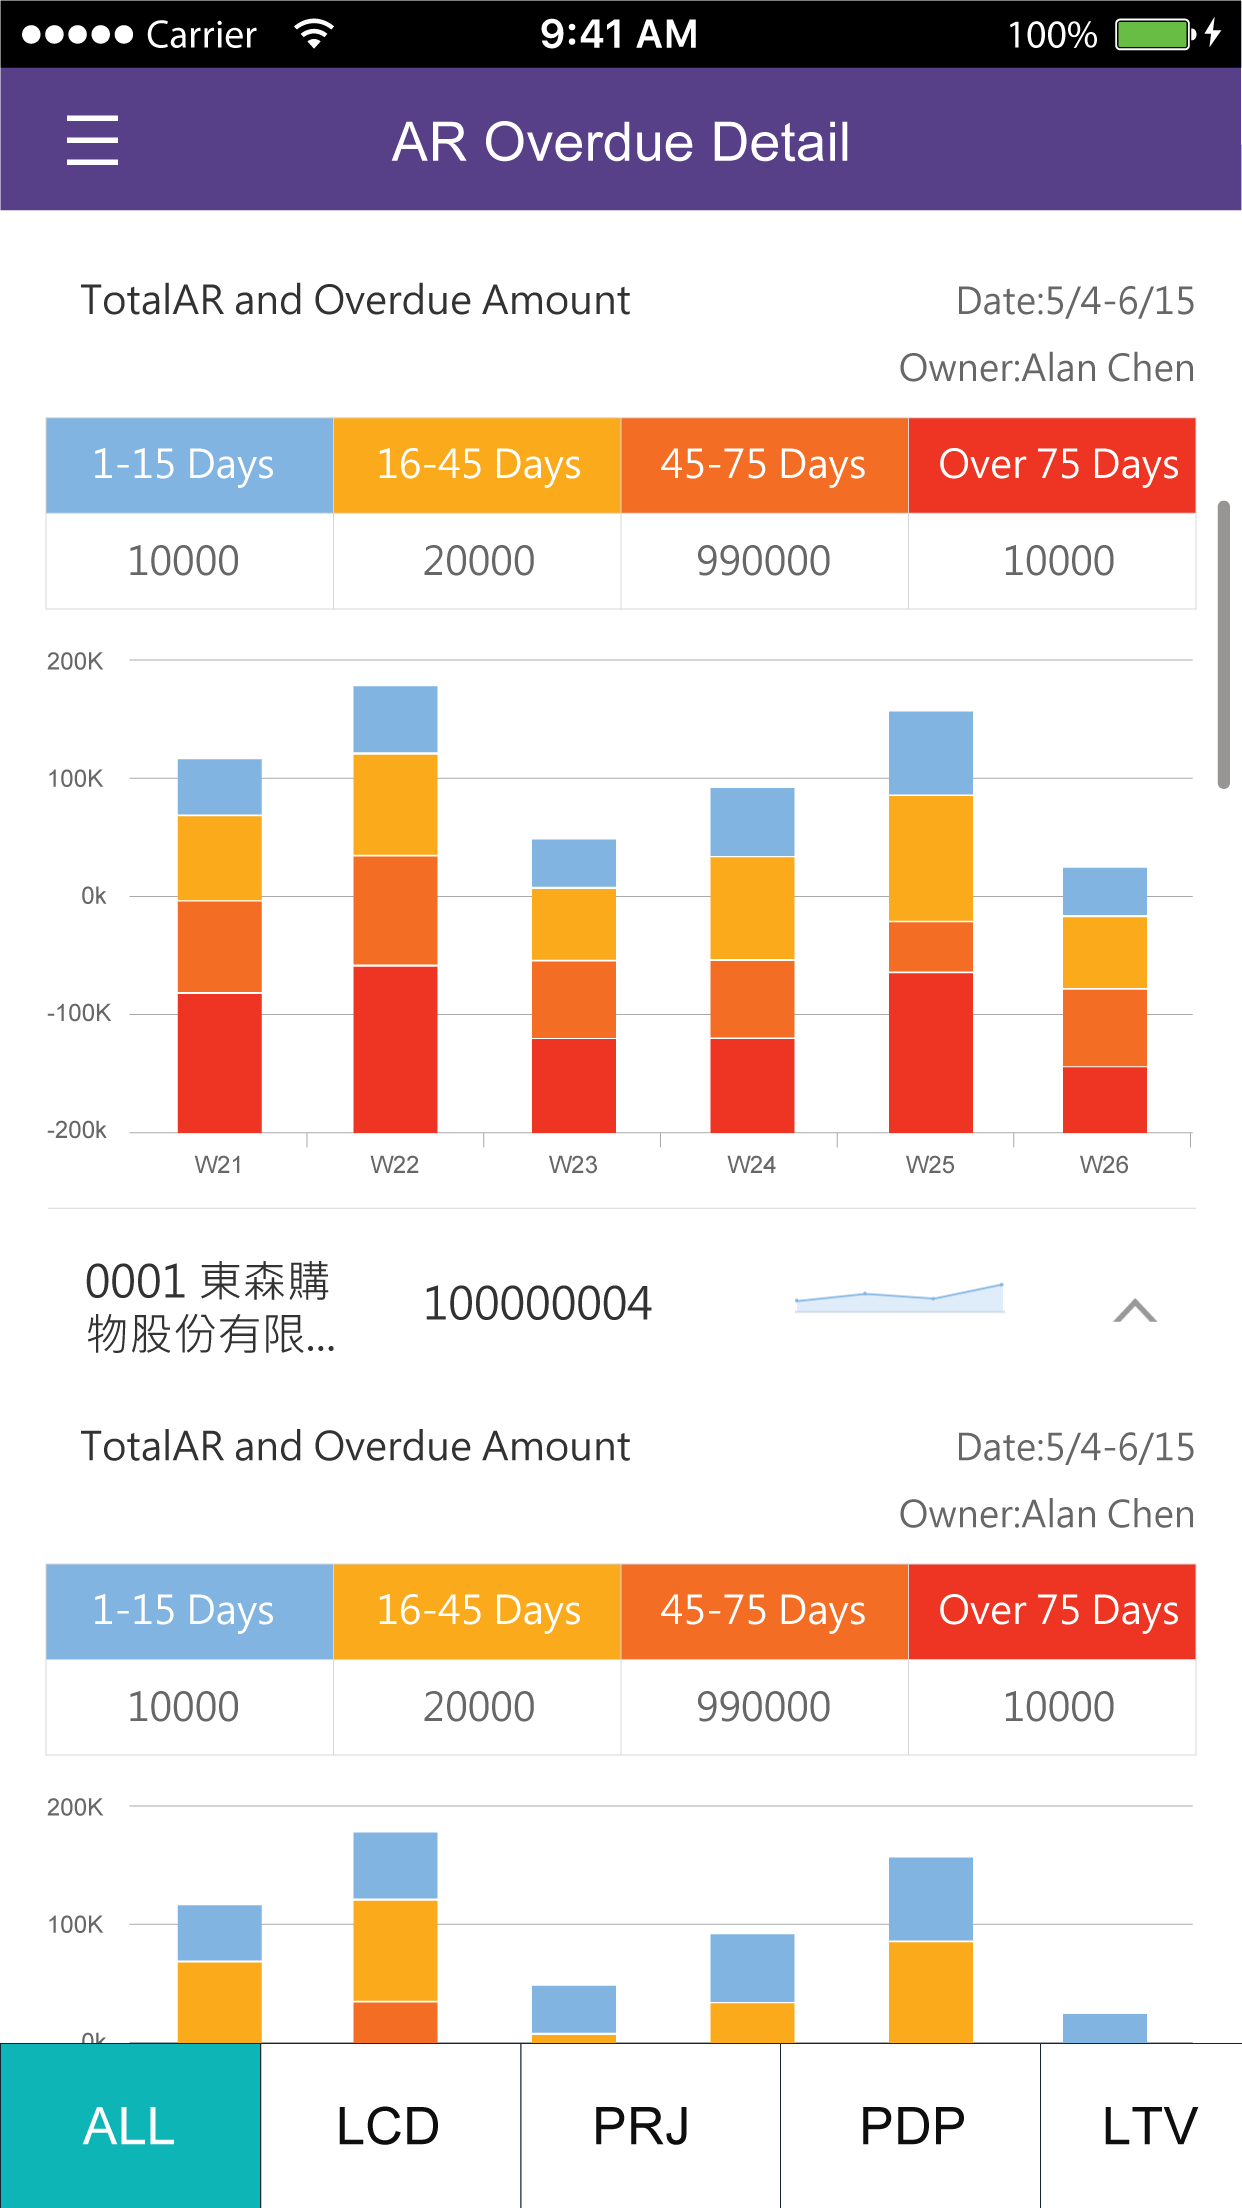 Carrier 9:41 AM 100%
AR Overdue Detail
TotalAR and Overdue Amount Date:5/4-6/15
Owner:Alan Chen
1-15 Days 16-45 Days 45-75 Days Over 75 Days
10000 20000 990000 10000
200K
100K
0k
-100K
-200k
W21 W22 W23 W24 W25 W26
0001 東森購
物股份有限... 100000004
TotalAR and Overdue Amount Date:5/4-6/15
Owner:Alan Chen
1-15 Days 16-45 Days 45-75 Days Over 75 Days
10000 20000 990000 10000
200K
100K
0k
ALL LCD PRJ PDP LTV